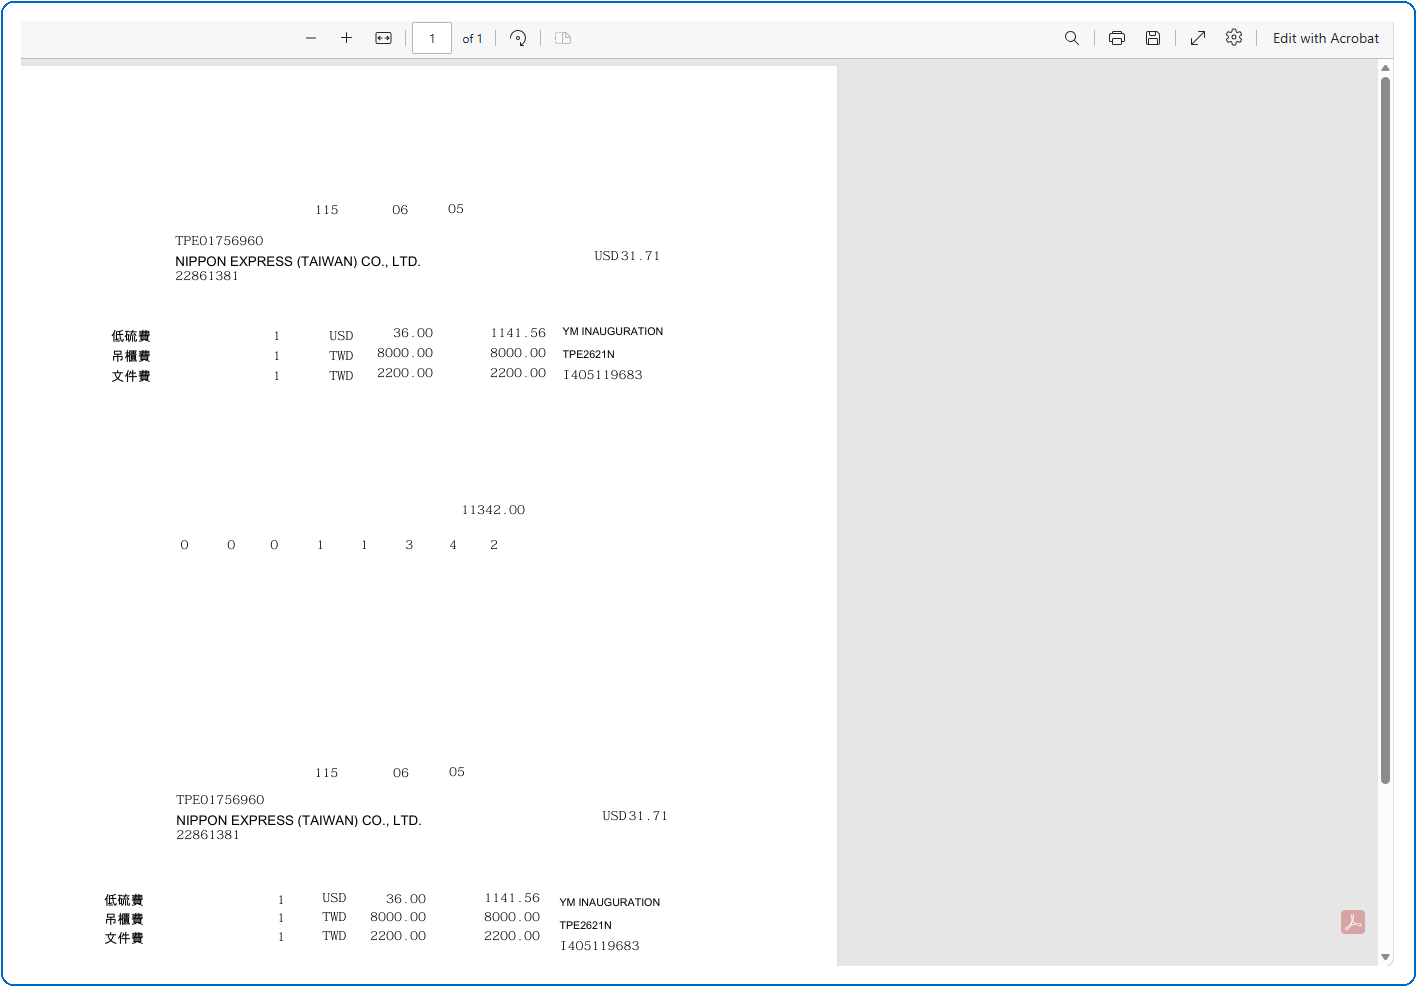 1 of 1 Edit with Acrobat
115 06 05
TPE01756960
USD31.71
NIPPON EXPRESS (TAIWAN) CO., LTD.
22861381
低硫費 1 USD 36.00 1141.56 YM INAUGURATION
吊櫃費 1 TWD 8000.00 8000.00 TPE2621N
文件費 1 TWD 2200.00 2200.00 I405119683
11342.00
0 0 0 1 1 3 4 2
115 06 05
TPE01756960
USD31.71
NIPPON EXPRESS (TAIWAN) CO., LTD.
22861381
低硫費 1 USD 36.00 1141.56 YM INAUGURATION
吊櫃費 1 TWD 8000.00 8000.00 TPE2621N
文件費 1 TWD 2200.00 2200.00 I405119683